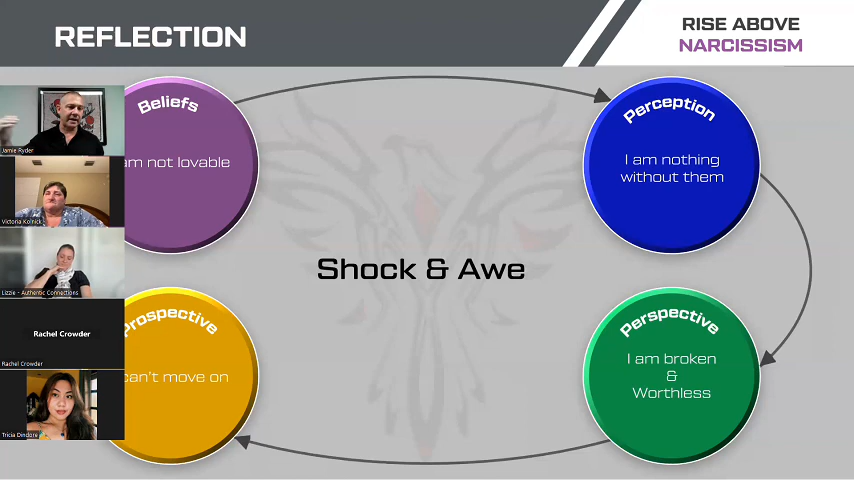 REFLECTION
RISE ABOVE
NARCISSISM
Beliefs
am not lovable
Perception
I am nothing
without them
Shock & Awe
Prospective
can't move on
Perspective
I am broken
&
Worthless
Jamie Ryder
Victoria Kolnick
Lizzie - Authentic Connections
Rachel Crowder
Rachel Crowder
Tricia Dindore